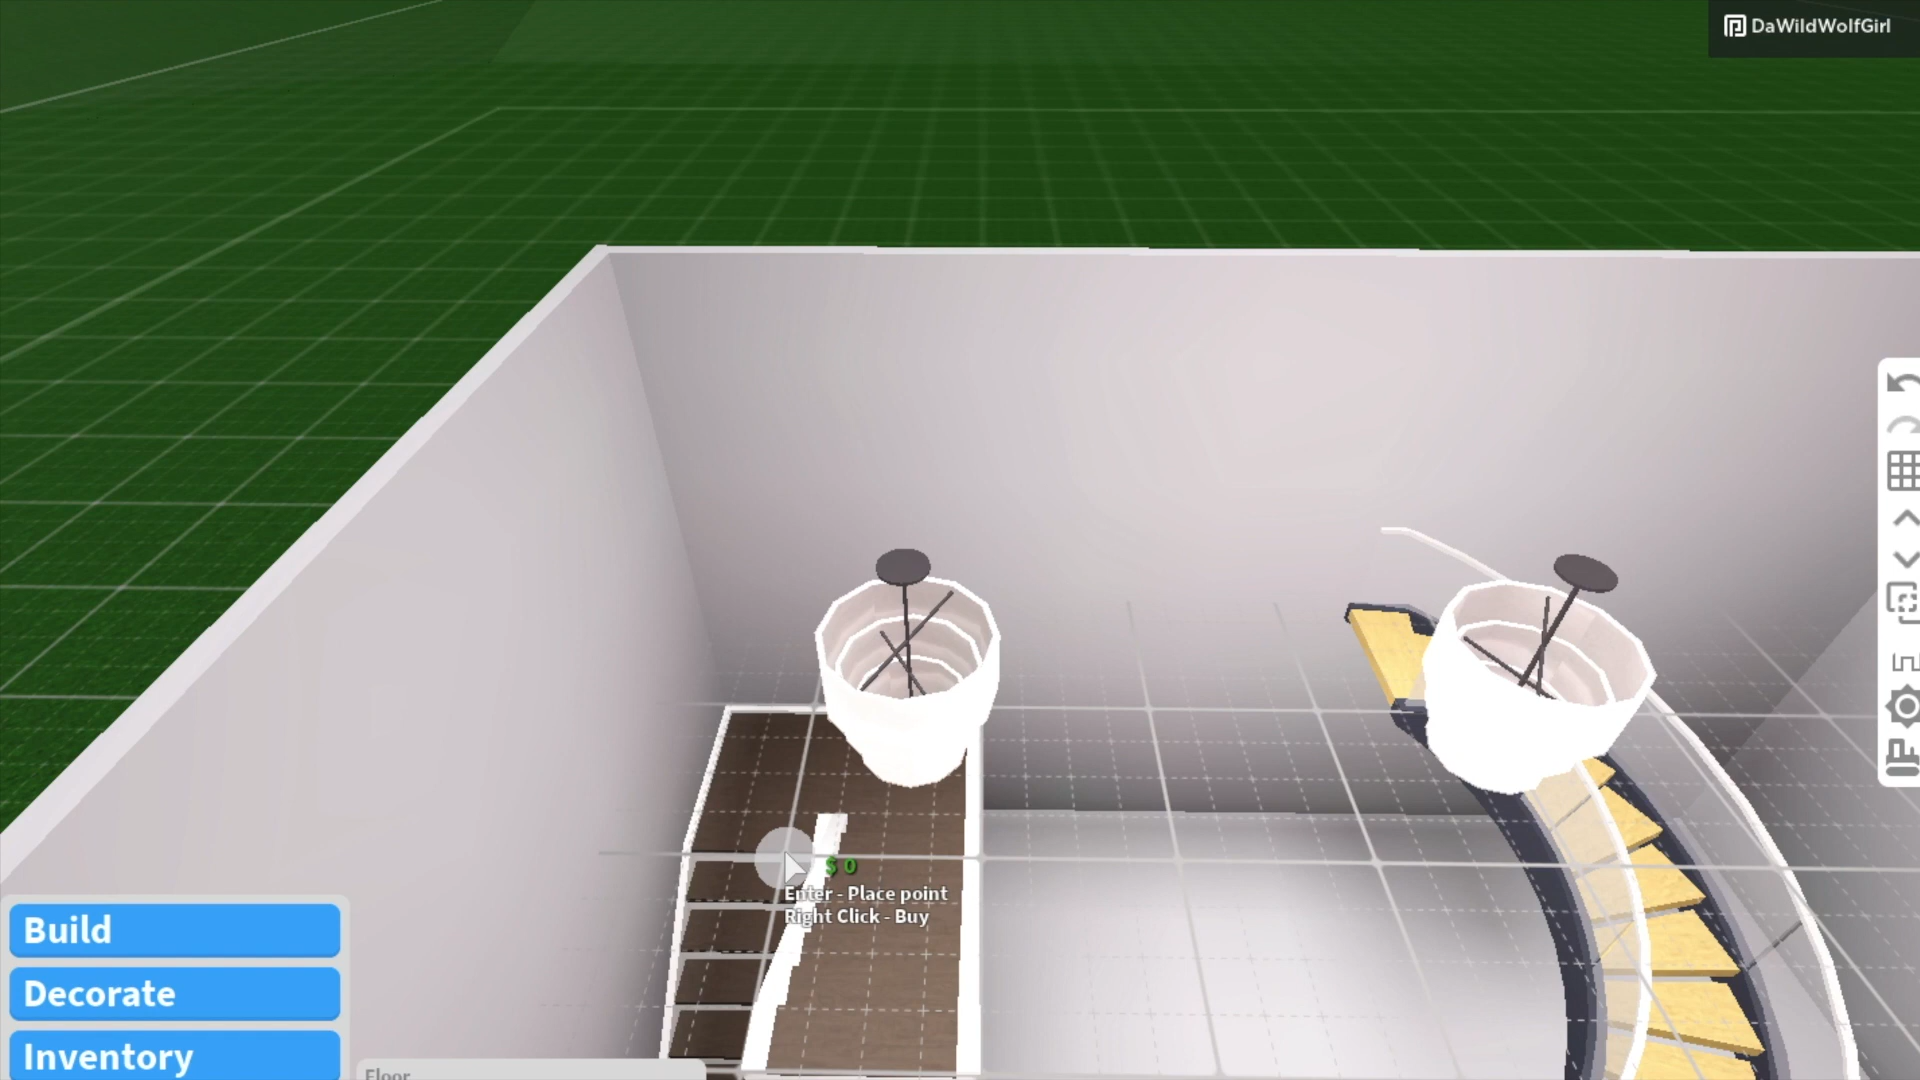 DaWildWolfGirl
$ 0
Enter - Place point
Right Click - Buy
Build
Decorate
Inventory
Floor